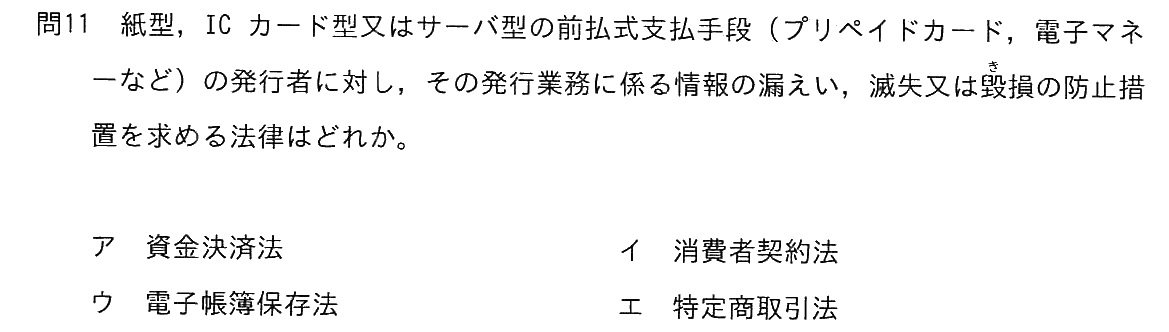 問11 紙型，IC カード型又はサーバ型の前払式支払手段（プリペイドカード，電子マネ
ーなど）の発行者に対し，その発行業務に係る情報の漏えい，滅失又は毀損の防止措
き
置を求める法律はどれか。
ア 資金決済法 イ 消費者契約法
ウ 電子帳簿保存法 エ 特定商取引法